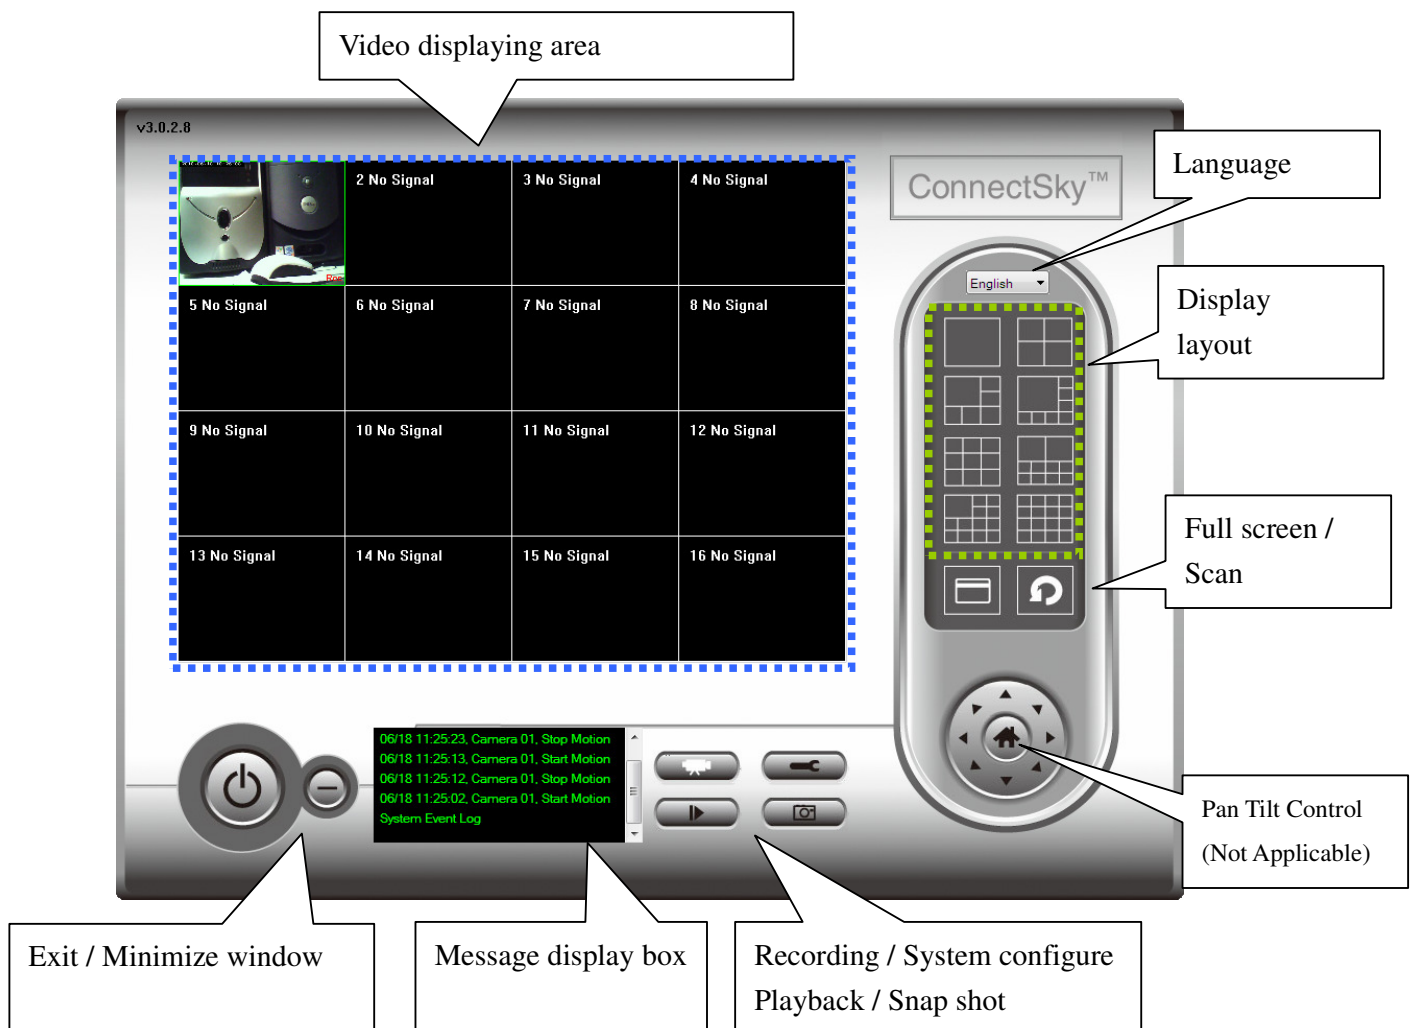 Video displaying area
v3.0.2.8
ConnectSky™
Language
2 No Signal
3 No Signal
4 No Signal
English
Display
layout
5 No Signal
6 No Signal
7 No Signal
8 No Signal
9 No Signal
10 No Signal
11 No Signal
12 No Signal
Full screen /
Scan
13 No Signal
14 No Signal
15 No Signal
16 No Signal
06/18 11:25:23, Camera 01, Stop Motion
06/18 11:25:13, Camera 01, Start Motion
06/18 11:25:12, Camera 01, Stop Motion
06/18 11:25:02, Camera 01, Start Motion
System Event Log
Pan Tilt Control
(Not Applicable)
Exit / Minimize window
Message display box
Recording / System configure
Playback / Snap shot